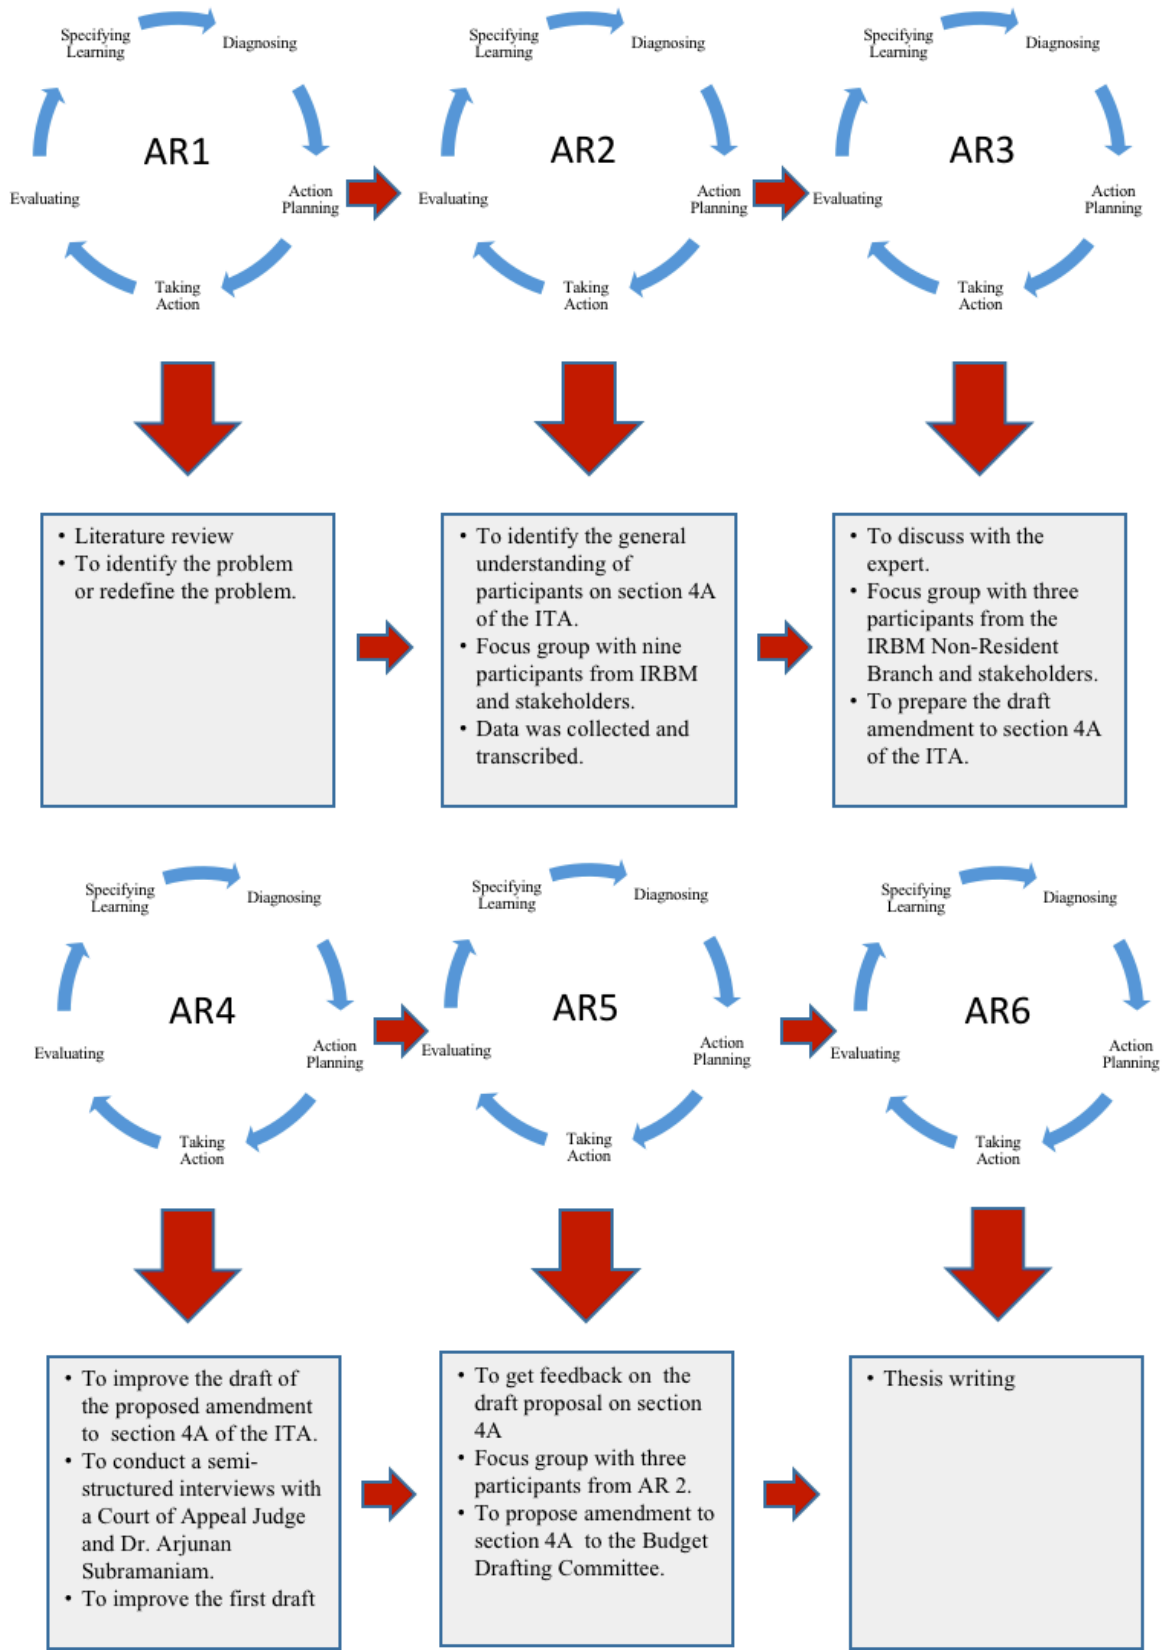 Specifying
Learning
Diagnosing
AR1
Evaluating
Action
Planning
Taking
Action
Specifying
Learning
Diagnosing
AR2
Evaluating
Action
Planning
Taking
Action
Specifying
Learning
Diagnosing
AR3
Evaluating
Action
Planning
Taking
Action
• Literature review
• To identify the problem
or redefine the problem.
• To identify the general
understanding of
participants on section 4A
of the ITA.
• Focus group with nine
participants from IRBM
and stakeholders.
• Data was collected and
transcribed.
• To discuss with the
expert.
• Focus group with three
participants from the
IRBM Non-Resident
Branch and stakeholders.
• To prepare the draft
amendment to section 4A
of the ITA.
Specifying
Learning
Diagnosing
AR4
Evaluating
Action
Planning
Taking
Action
Specifying
Learning
Diagnosing
AR5
Evaluating
Action
Planning
Taking
Action
Specifying
Learning
Diagnosing
AR6
Evaluating
Action
Planning
Taking
Action
• To improve the draft of
the proposed amendment
to section 4A of the ITA.
• To conduct a semi-
structured interviews with
a Court of Appeal Judge
and Dr. Arjunan
Subramaniam.
• To improve the first draft
• To get feedback on the
draft proposal on section
4A
• Focus group with three
participants from AR 2.
• To propose amendment to
section 4A to the Budget
Drafting Committee.
• Thesis writing